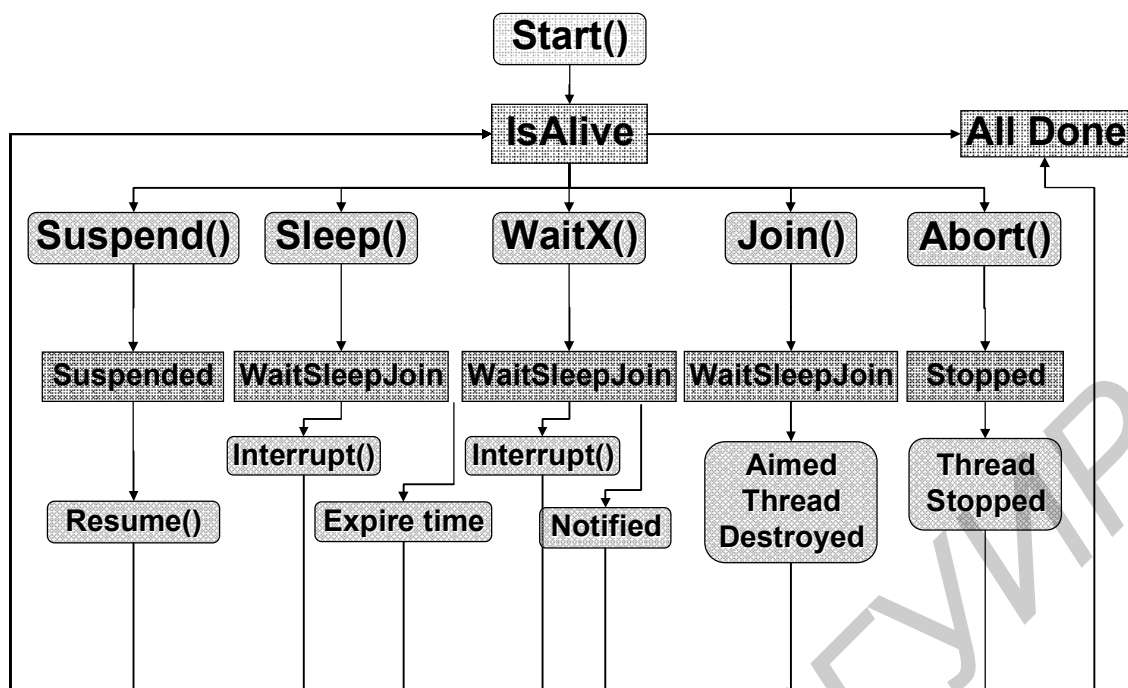 Start()
IsAlive
All Done
Suspend()
Sleep()
WaitX()
Join()
Abort()
Suspended
WaitSleepJoin
WaitSleepJoin
WaitSleepJoin
Stopped
Interrupt()
Interrupt()
Aimed
Thread
Destroyed
Thread
Stopped
Resume()
Expire time
Notified
ГУИР